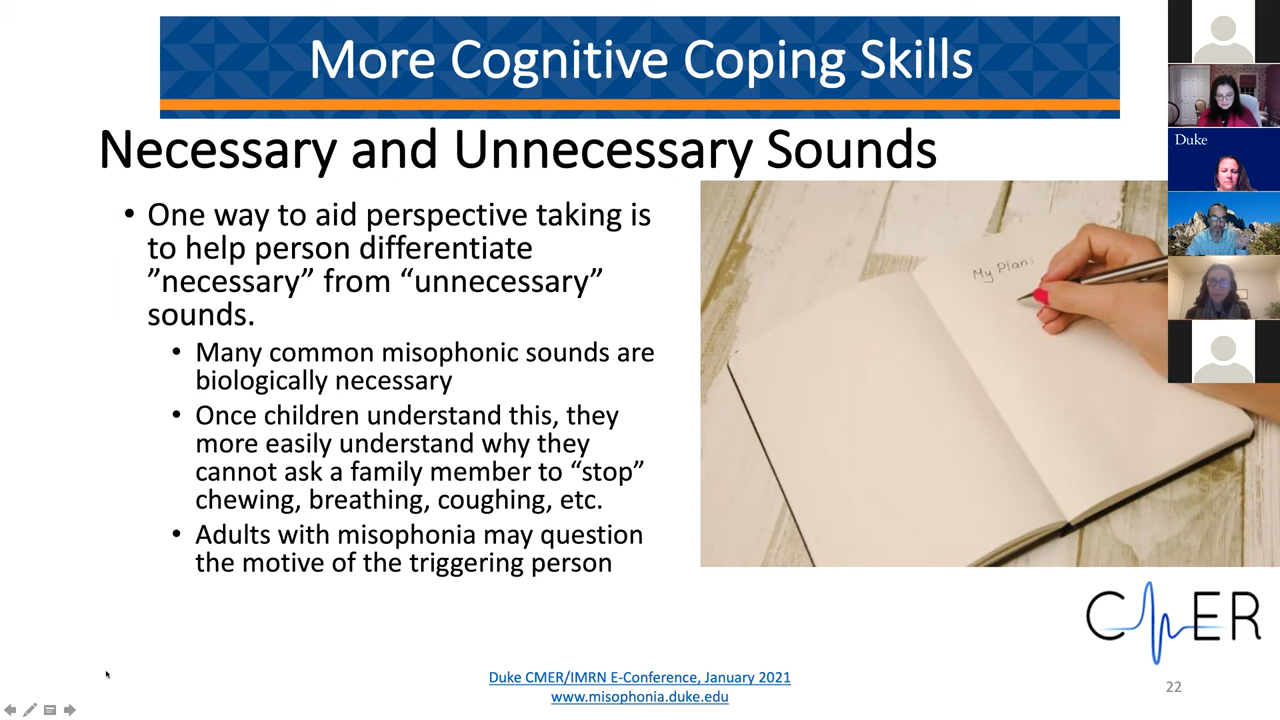 More Cognitive Coping Skills
Necessary and Unnecessary Sounds
• One way to aid perspective taking is
to help person differentiate
”necessary” from “unnecessary”
sounds.
• Many common misophonic sounds are
biologically necessary
• Once children understand this, they
more easily understand why they
cannot ask a family member to “stop”
chewing, breathing, coughing, etc.
• Adults with misophonia may question
the motive of the triggering person
My Plan:
Duke
CMER
Duke CMER/IMRN E-Conference, January 2021
www.misophonia.duke.edu
22